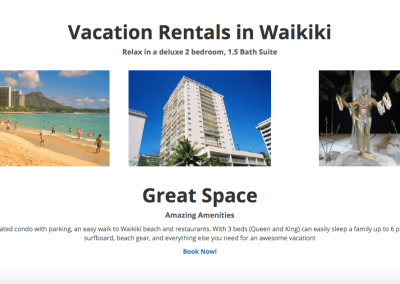 Vacation Rentals in Waikiki
Relax in a deluxe 2 bedroom, 1.5 Bath Suite
Great Space
Amazing Amenities
ated condo with parking, an easy walk to Waikiki beach and restaurants. With 3 beds (Queen and King) can easily sleep a family up to 6 p
surfboard, beach gear, and everything else you need for an awesome vacation!
Book Now!